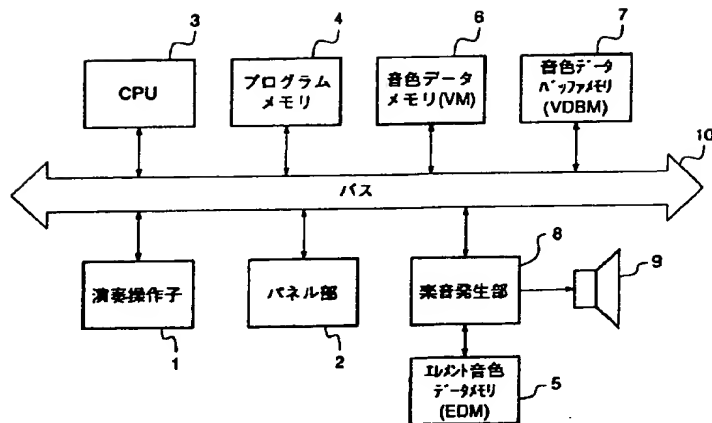 3
4
6
7
CPU
プログラム
メモリ
音色データ
メモリ(VM)
音色データ
バッファメモリ
(VDBM)
10
バス
演奏操作子
パネル部
楽音発生部
8
9
1
2
エレメント音色
データメモリ
(EDM)
5